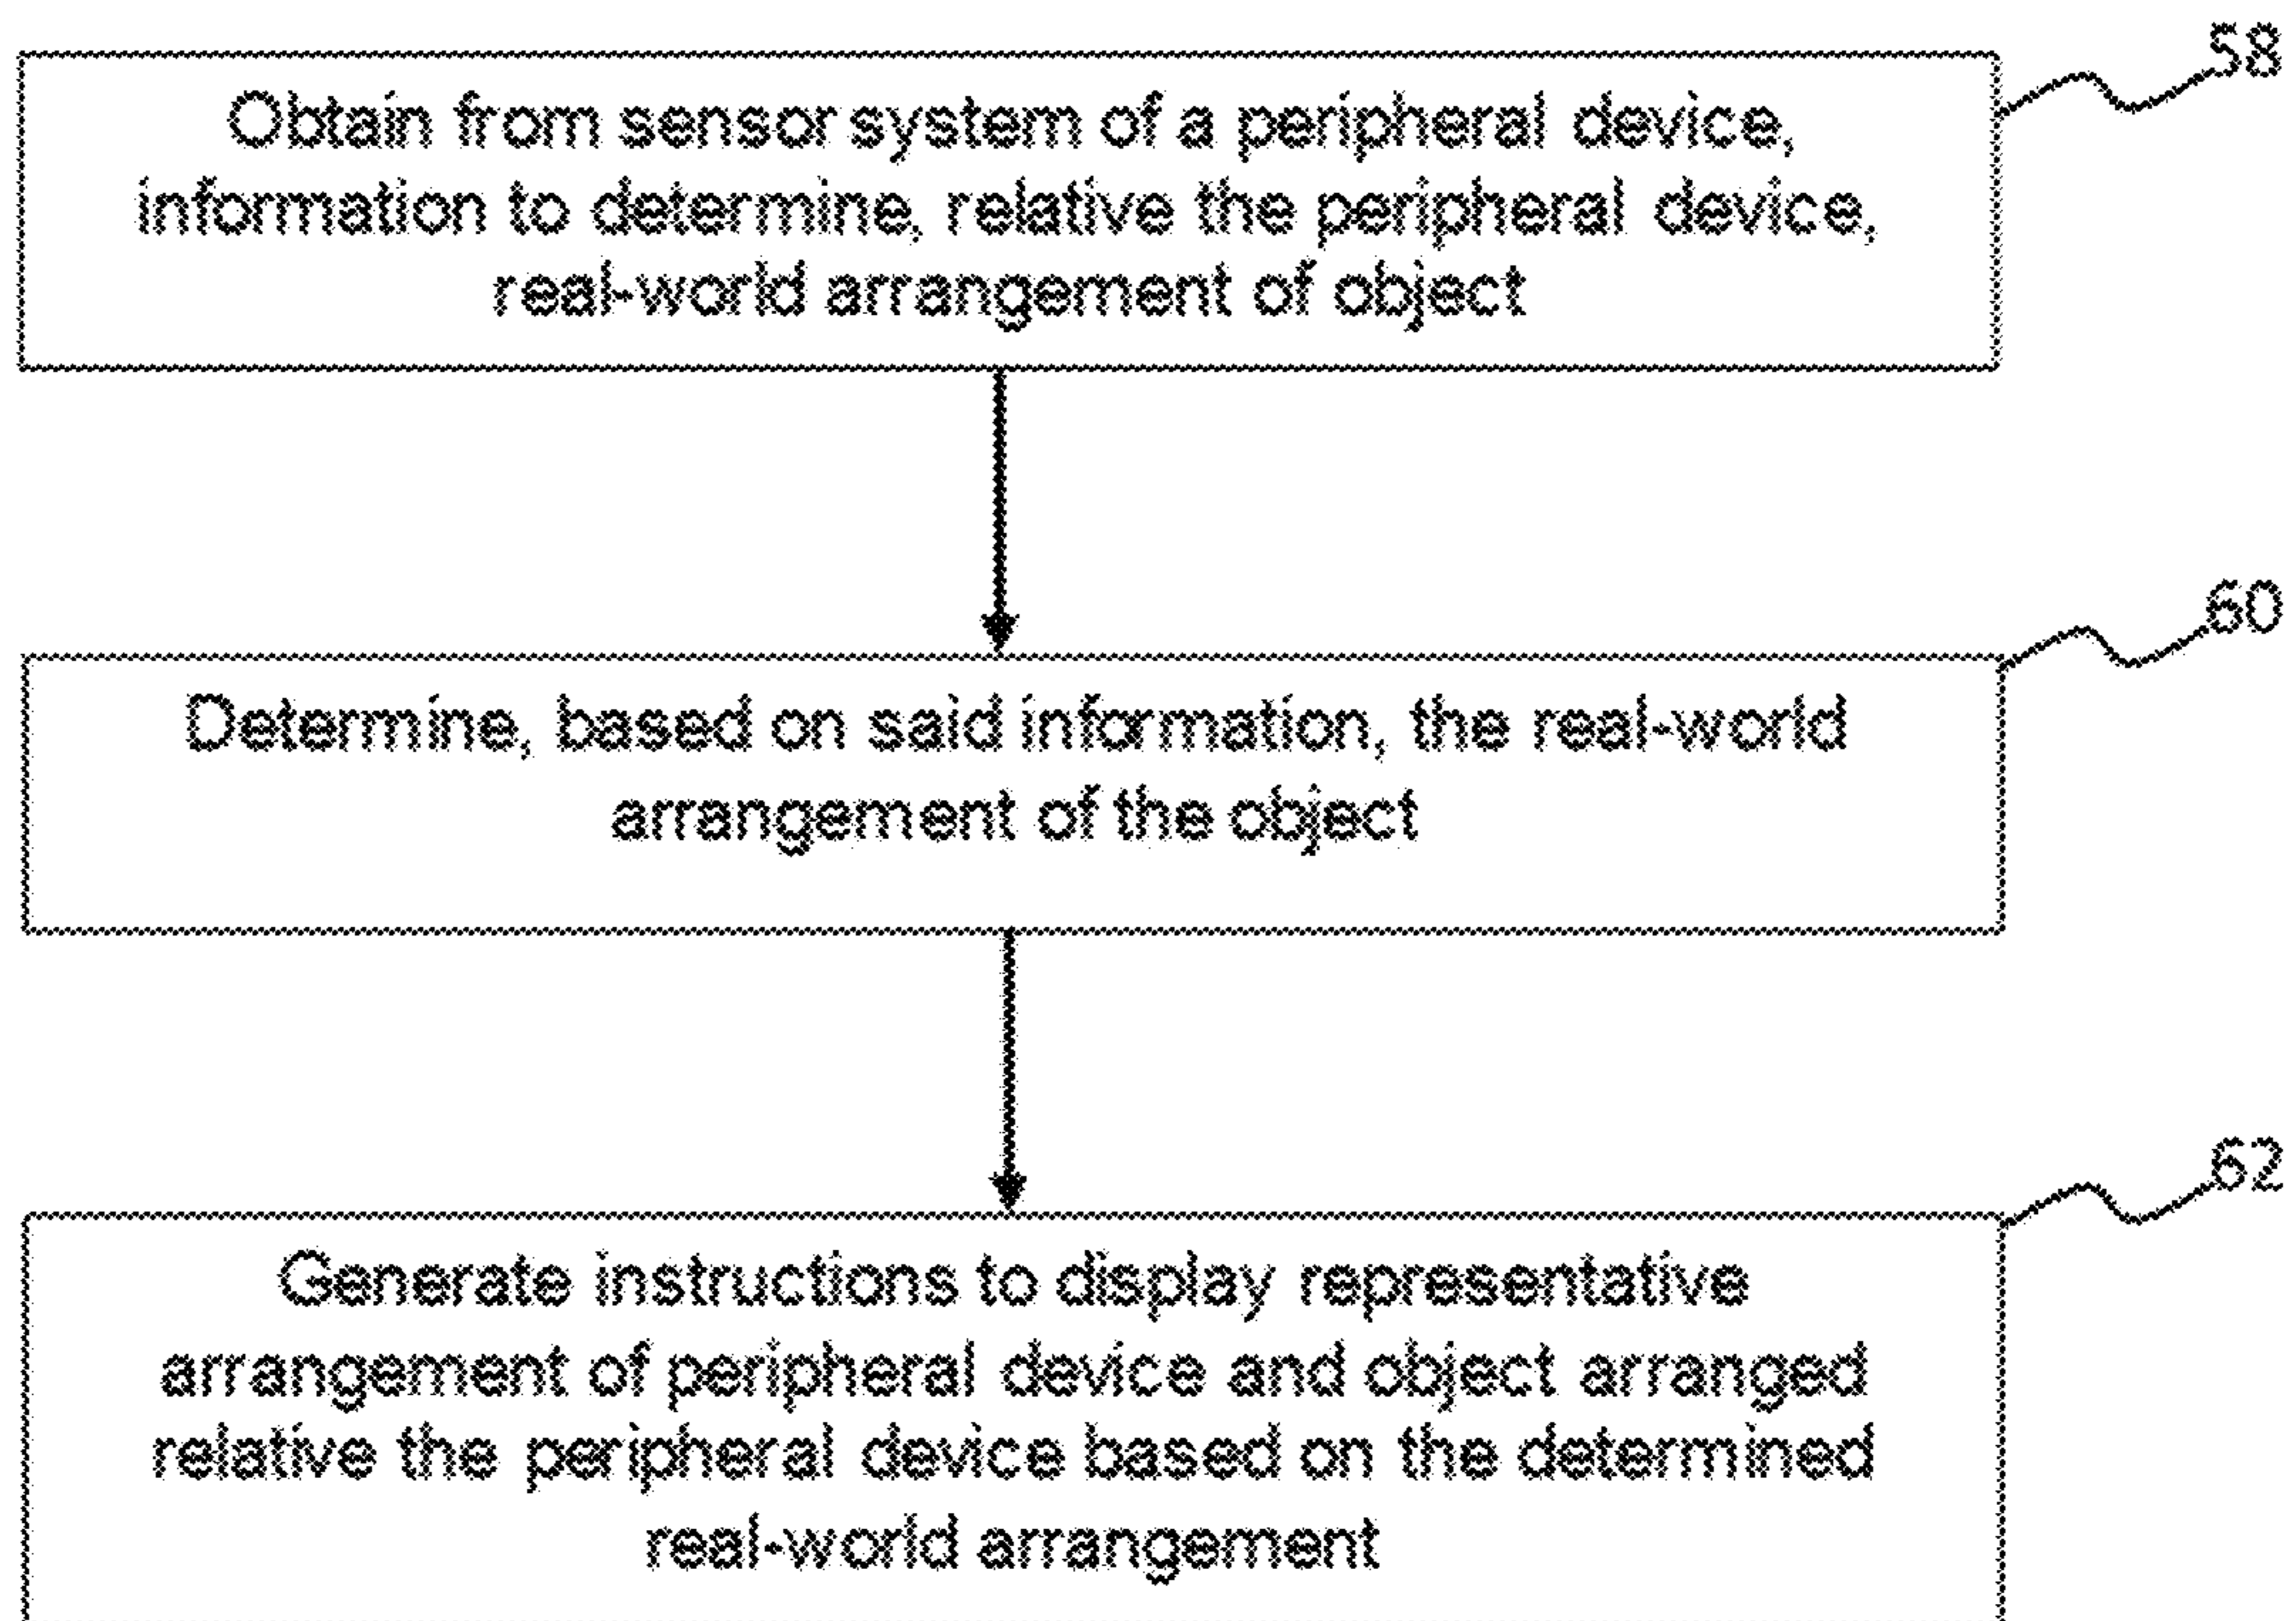 58
Obtain from sensor system of a peripheral device,
information to determine, relative the peripheral device,
real-world arrangement of object
60
Determine, based on said information, the real-world
arrangement of the object
62
Generate instructions to display representative
arrangement of peripheral device and object arranged
relative the peripheral device based on the determined
real-world arrangement